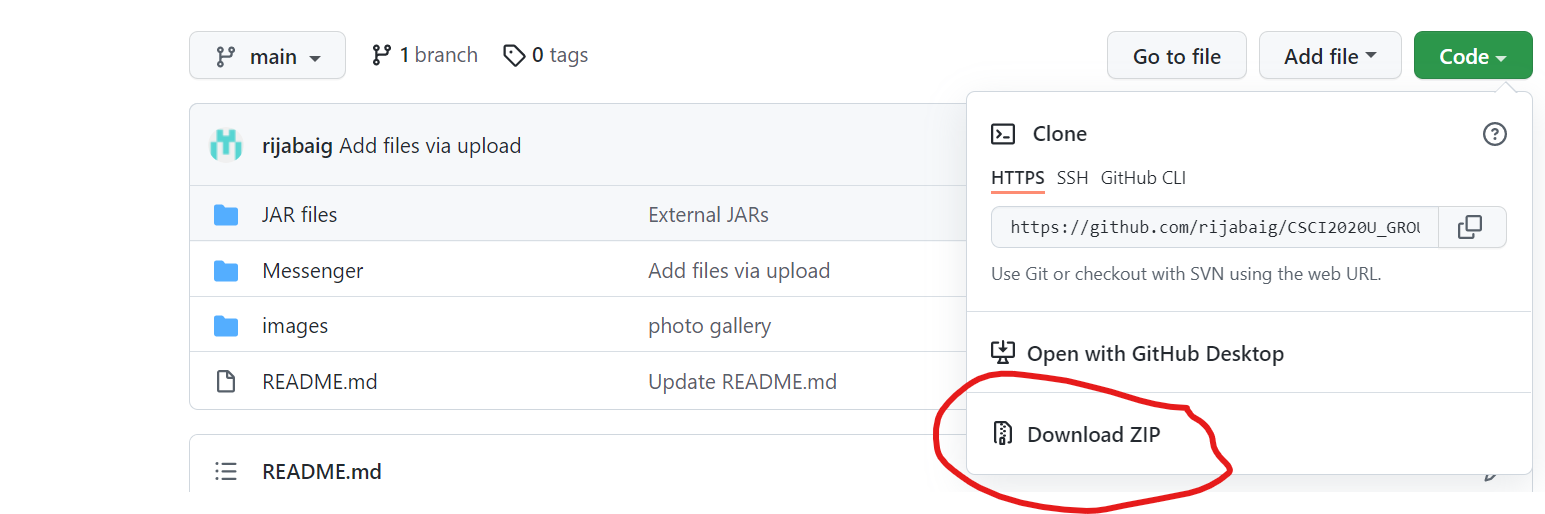 main 1 branch 0 tags Go to file Add file Code
rijabaig Add files via upload
JAR files External JARs
Messenger Add files via upload
images photo gallery
README.md Update README.md
README.md
Clone
HTTPS SSH GitHub CLI
https://github.com/rijabaig/CSCI2020U_GROU
Use Git or checkout with SVN using the web URL.
Open with GitHub Desktop
Download ZIP